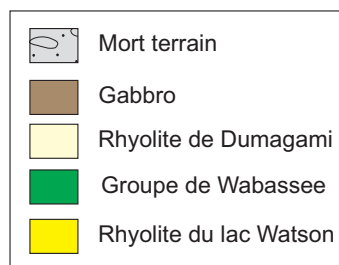 Mort terrain
Gabbro
Rhyolite de Dumagami
Groupe de Wabassee
Rhyolite du lac Watson